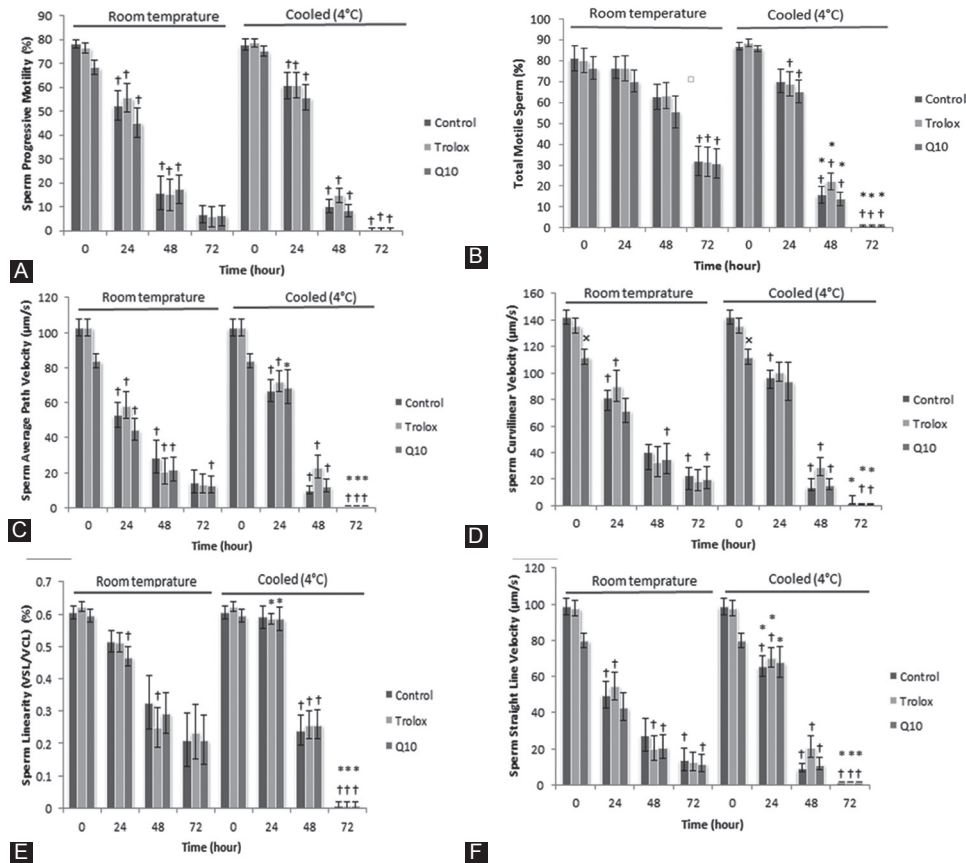 Room temprature Cooled (4°C)
Sperm Progressive Motility (%)
90
80
70
60
50
40
30
20
10
0
† † †
† † †
†† †
† † †
† † †
0 24 48 72 0 24 48 72
Time (hour)
Control
Trolox
Q10
A
Room temperature Cooled (4°C)
Total Motile Sperm (%)
100
90
80
70
60
50
40
30
20
10
0
† † †
† †
* * *
† † †
* * *
† † †
0 24 48 72 0 24 48 72
Time (hour)
Control
Trolox
Q10
B
Room temprature Cooled (4°C)
Sperm Average Path Velocity (µm/s)
120
100
80
60
40
20
0
† † †
† † †
†
† † *
† † †
***
†††
0 24 48 72 0 24 48 72
Time (hour)
Control
Trolox
Q10
C
Room temprature Cooled (4°C)
sperm Curvilinear Velocity (µm/s)
160
140
120
100
80
60
40
20
0
×
† †
†
† †
×
†
† † †
* **
††
0 24 48 72 0 24 48 72
Time (hour)
Control
Trolox
Q10
D
Room temprature Cooled (4°C)
Sperm Linearity (VSL/VCL) (%)
0.7
0.6
0.5
0.4
0.3
0.2
0.1
0
†
†
**
† † †
***
†††
0 24 48 72 0 24 48 72
Time (hour)
Control
Trolox
Q10
E
Room temprature Cooled (4°C)
Sperm Straight Line Velocity (µm/s)
120
100
80
60
40
20
0
† †
† †
† †
* * *
† †
† † †
***
†††
0 24 48 72 0 24 48 72
Time (hour)
Control
Trolox
Q10
F